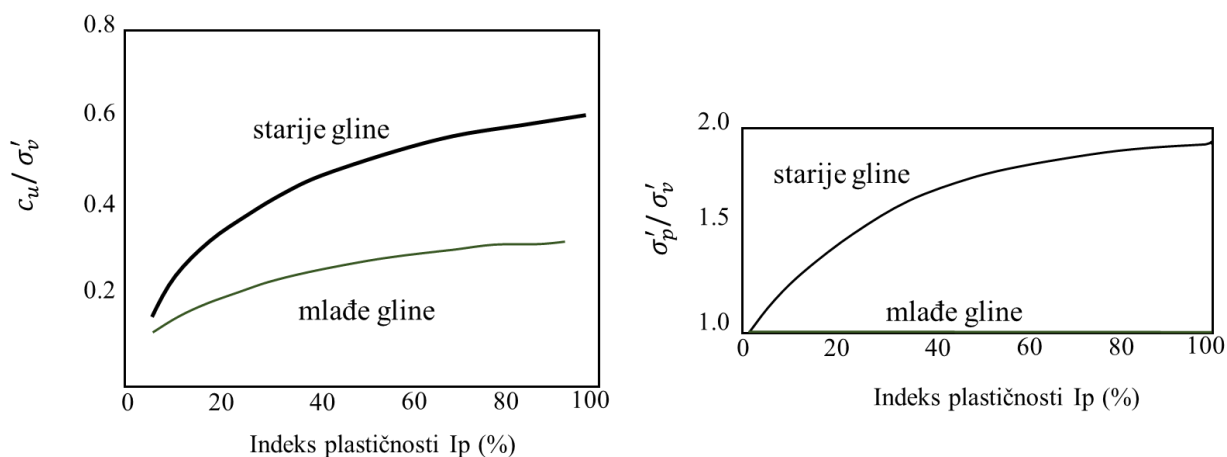 0.8
0.6
0.4
0.2
c_u / σ'_v
starije gline
mlađe gline
0 20 40 60 80 100
Indeks plastičnosti Ip (%)
2.0
1.5
1.0
σ'_p / σ'_v
starije gline
mlađe gline
0 20 40 60 80 100
Indeks plastičnosti Ip (%)